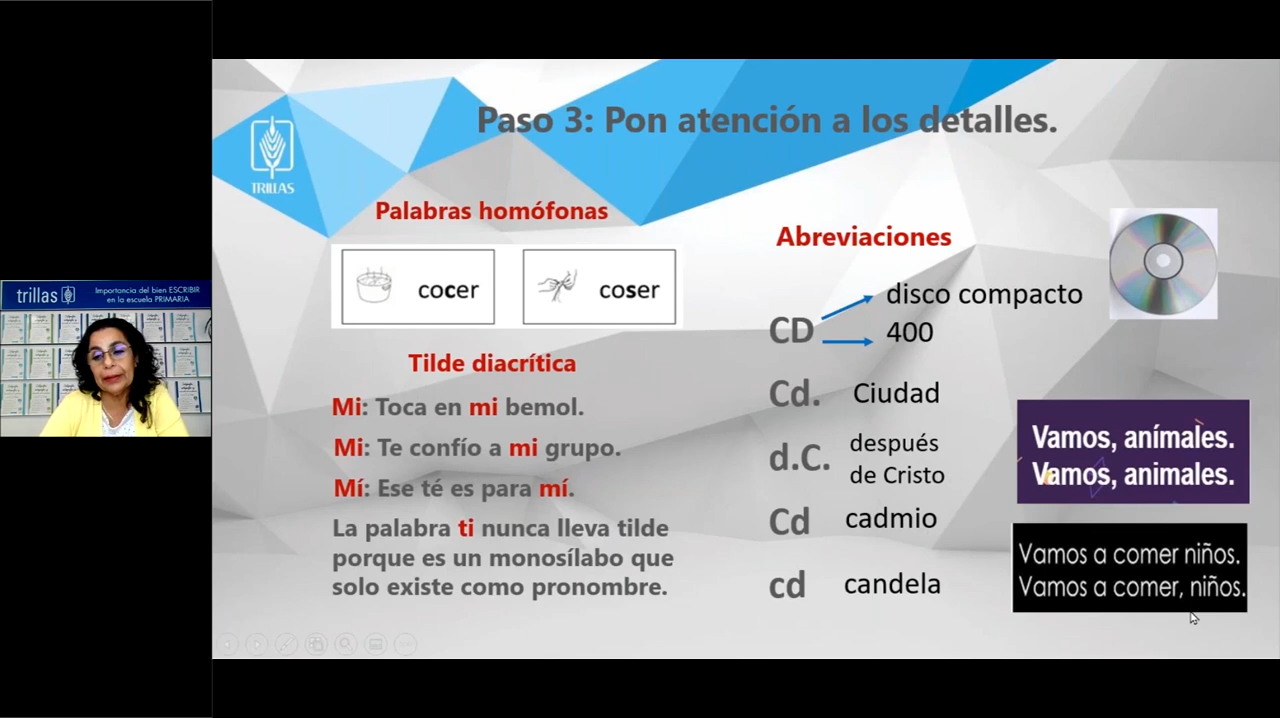 Paso 3: Pon atención a los detalles.
TRILLAS
Palabras homófonas
cocer
coser
Tilde diacrítica
Mi: Toca en mi bemol.
Mi: Te confío a mi grupo.
Mí: Ese té es para mí.
La palabra ti nunca lleva tilde
porque es un monosílabo que
solo existe como pronombre.
Abreviaciones
CD
disco compacto
400
Cd. Ciudad
d.C. después
de Cristo
Cd cadmio
cd candela
Vamos, anímales.
Vamos, animales.
Vamos a comer niños.
Vamos a comer, niños.
trillas
Importancia del bien ESCRIBIR
en la escuela PRIMARIA